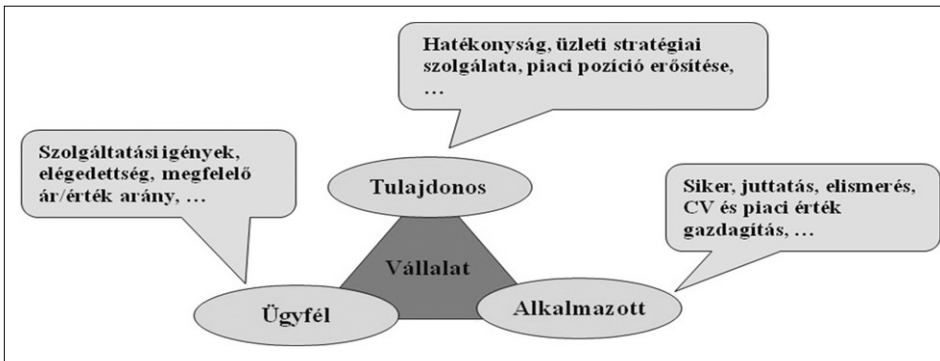 Hatékonyság, üzleti stratégiai
szolgálata, piaci pozíció erősítése,
...
Szolgáltatási igények,
elégedettség, megfelelő
ár/érték arány, ...
Tulajdonos
Siker, juttatás, elismerés,
CV és piaci érték
gazdagítás, ...
Vállalat
Ügyfél
Alkalmazott